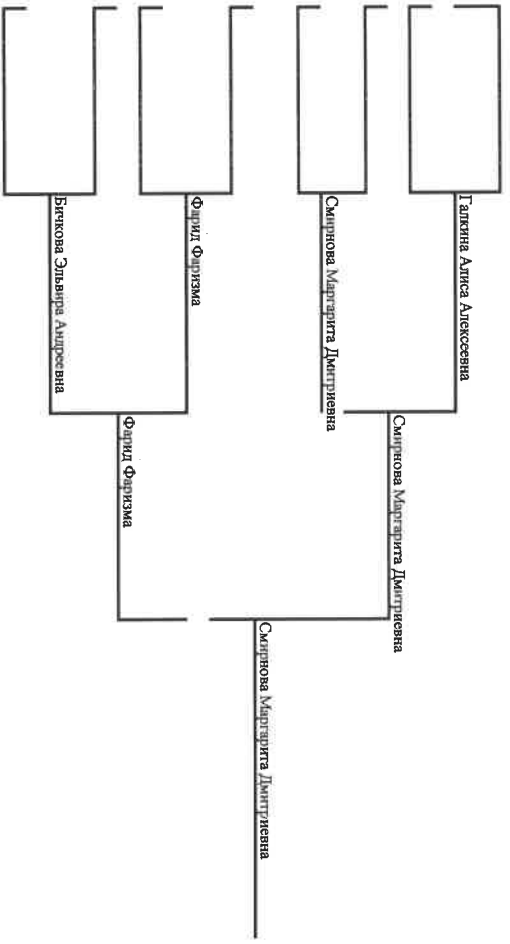 Галкина Алиса Алексеевна
Смирнова Маргарита Дмитриевна
Фарид Фаризма
Бичкова Эльвира Андреевна
Смирнова Маргарита Дмитриевна
Фарид Фаризма
Смирнова Маргарита Дмитриевна